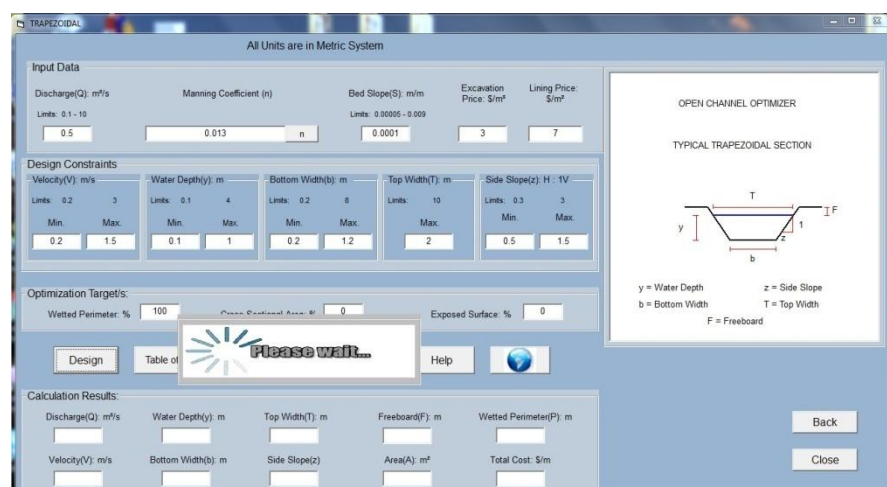 TRAPEZOIDAL
All Units are in Metric System
Input Data
Discharge(Q): m³/s
Manning Coefficient (n)
Bed Slope(S): m/m
Excavation
Price: $/m³
Lining Price:
$/m²
Limits: 0.1 - 10
Limits: 0.00005 - 0.009
0.5
0.013
n
0.0001
3
7
Design Constraints
Velocity(V): m/s
Water Depth(y): m
Bottom Width(b): m
Top Width(T): m
Side Slope(z): H : 1V
Limits: 0.2 3
Limits: 0.1 4
Limits: 0.2 8
Limits: 10
Limits: 0.3 3
Min. Max.
Min. Max.
Min. Max.
Max.
Min. Max.
0.2 1.5
0.1 1
0.2 1.2
2
0.5 1.5
Optimization Target/s:
Wetted Perimeter: %
100
0
Exposed Surface: %
0
Please wait...
Design
Table of
Help
Calculation Results:
Discharge(Q): m³/s
Water Depth(y): m
Top Width(T): m
Freeboard(F): m
Wetted Perimeter(P): m
Velocity(V): m/s
Bottom Width(b): m
Side Slope(z)
Area(A): m²
Total Cost: $/m
OPEN CHANNEL OPTIMIZER
TYPICAL TRAPEZOIDAL SECTION
T
F
y
1
z
b
y = Water Depth
z = Side Slope
b = Bottom Width
T = Top Width
F = Freeboard
Back
Close